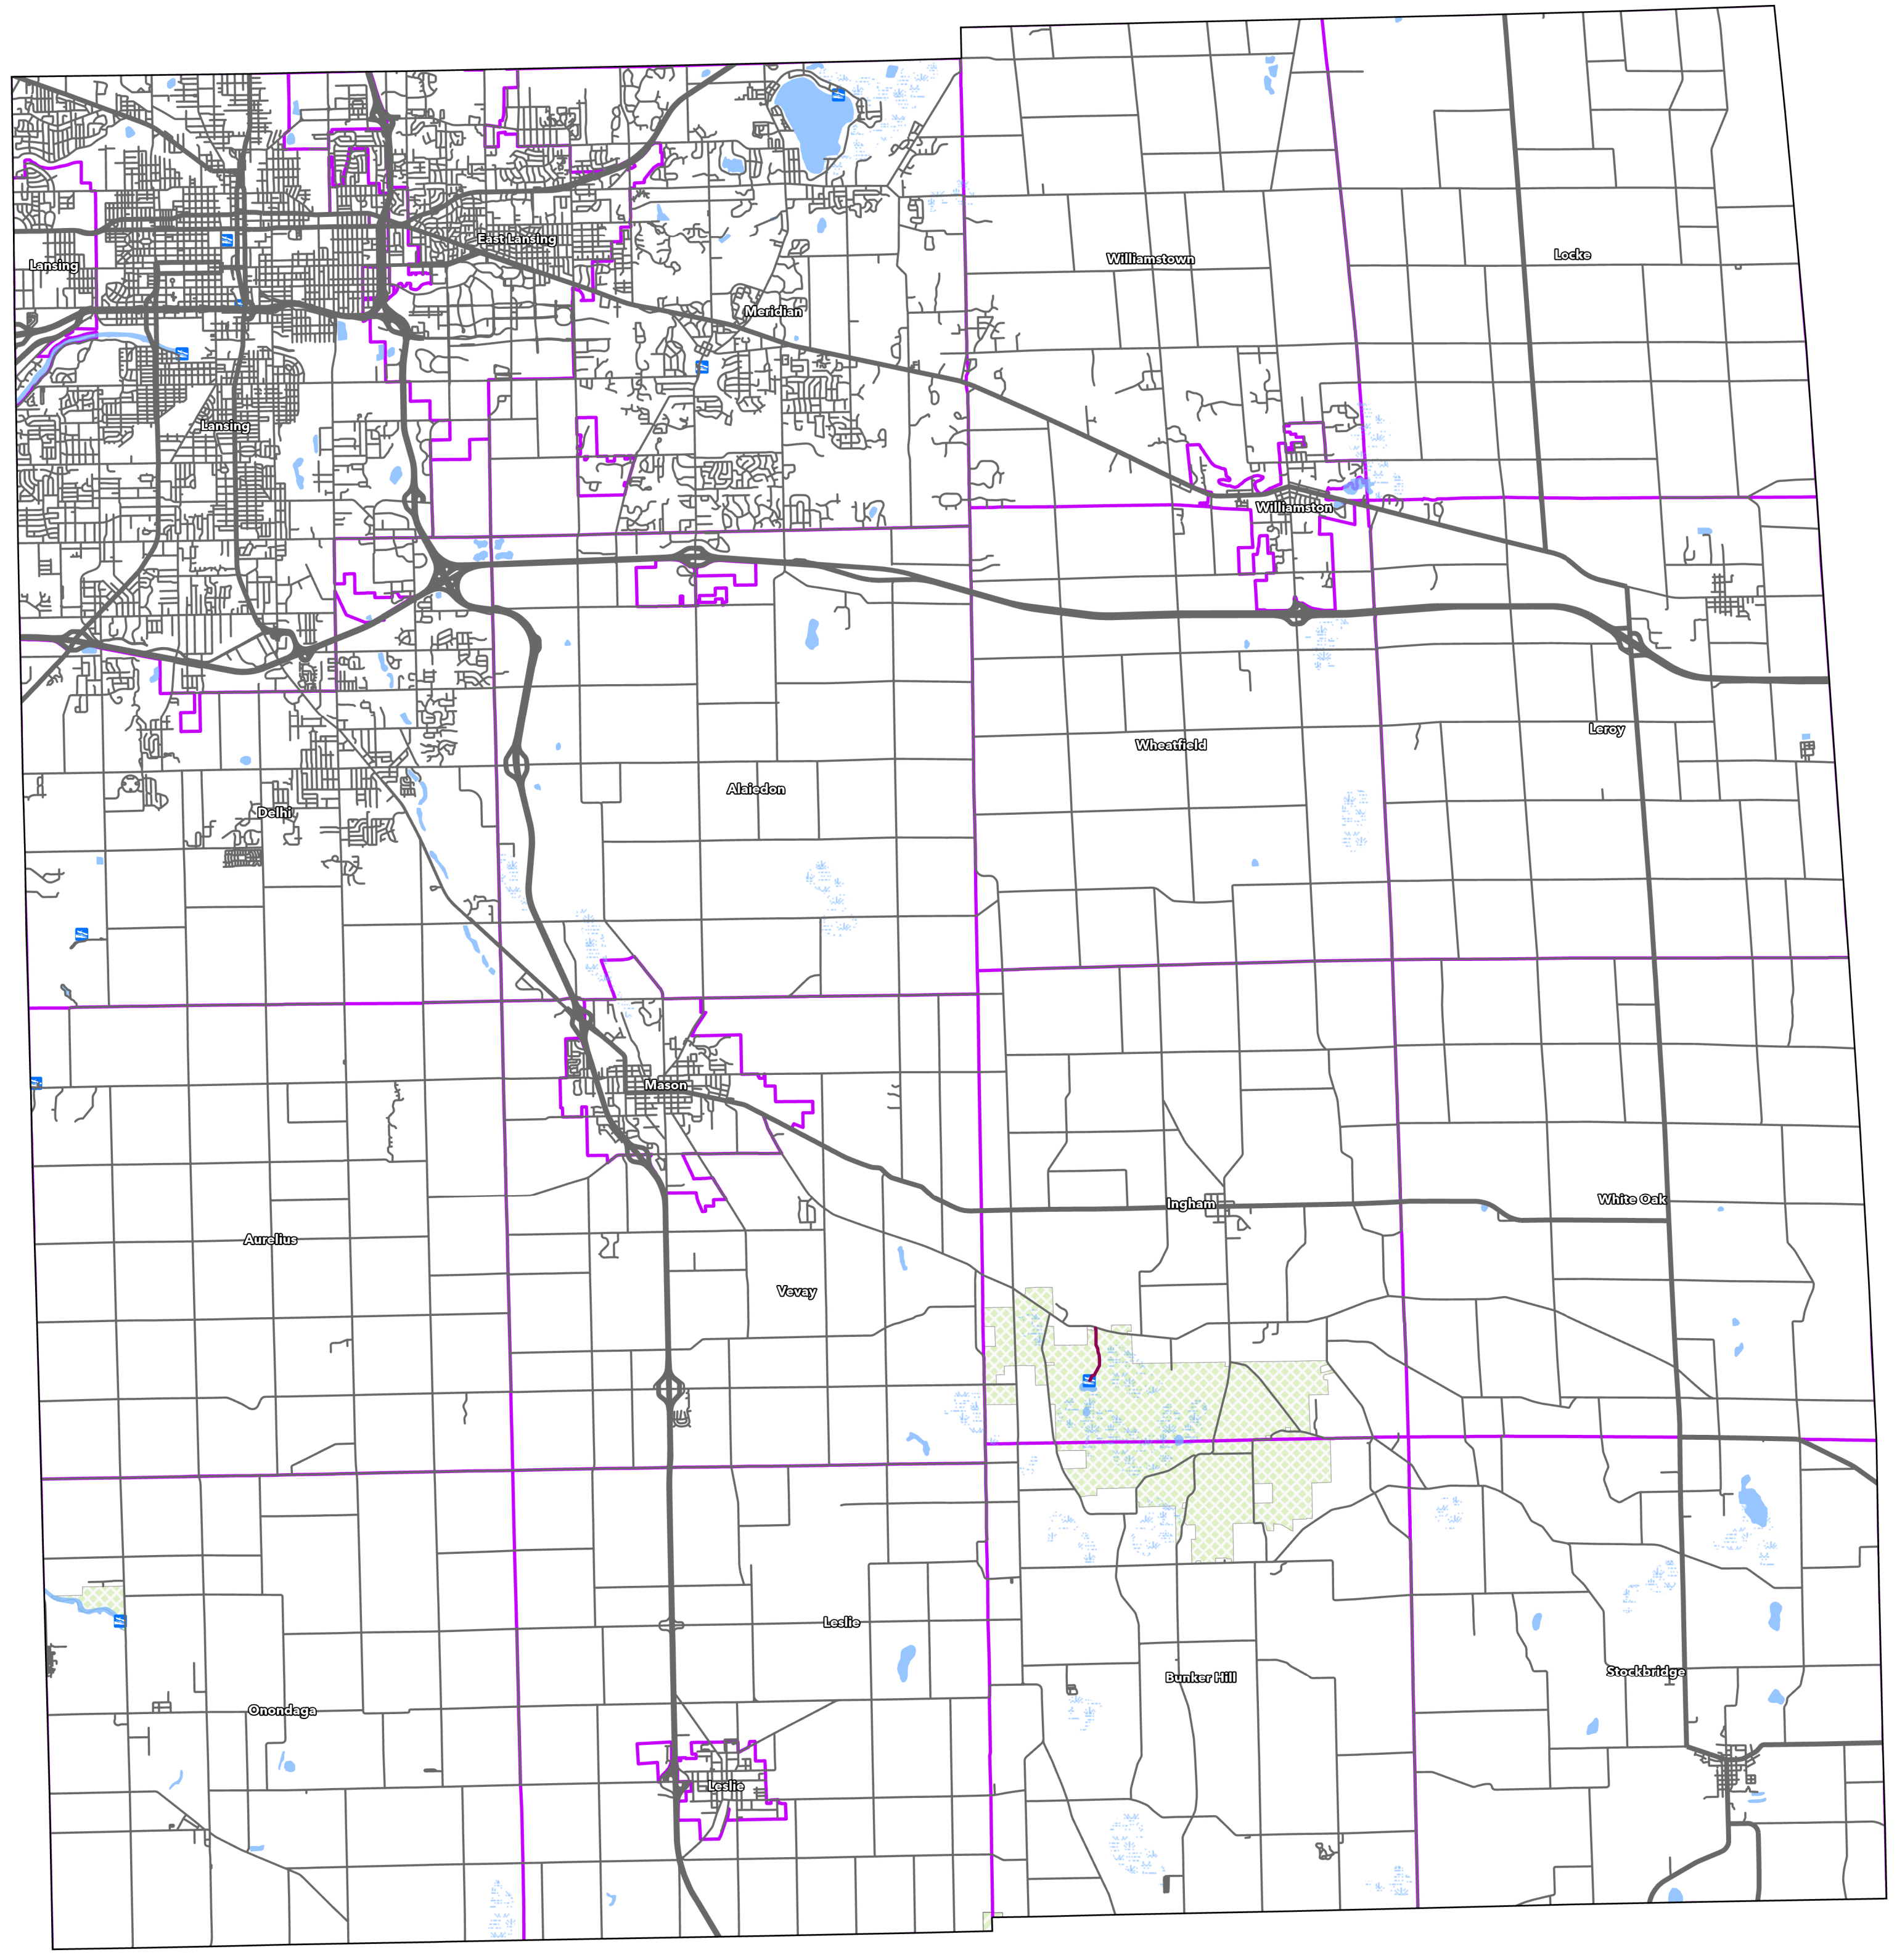 East Lansing
Lansing
Williamstown
Locke
Meridian
Lansing
Williamston
Leroy
Wheatfield
Alaiedon
Delhi
Mason
Ingham
White Oak
Aurelius
Vevay
Leslie
Bunker Hill
Stockbridge
Onondaga
Leslie